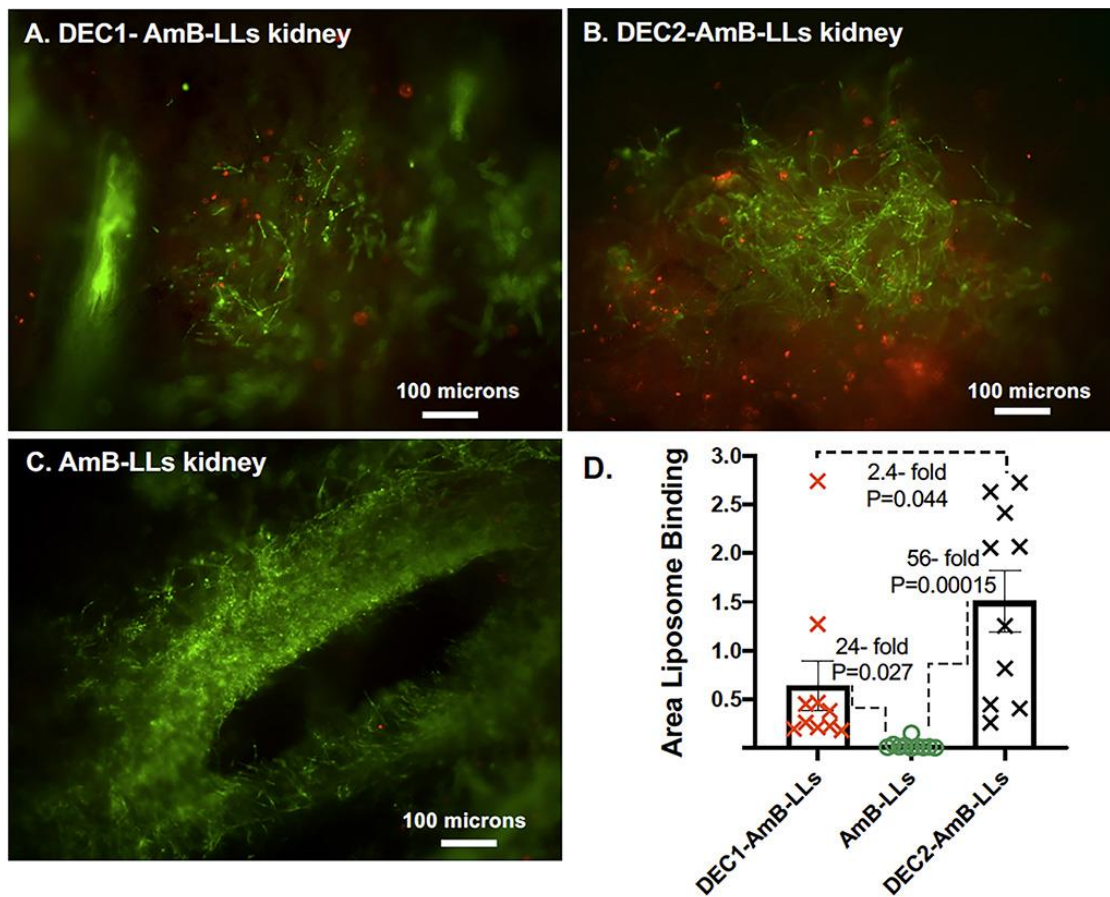 A. DEC1- AmB-LLs kidney
100 microns
B. DEC2-AmB-LLs kidney
100 microns
C. AmB-LLs kidney
100 microns
D.
Area Liposome Binding
3.0
2.5
2.0
1.5
1.0
0.5
2.4- fold
P=0.044
56- fold
P=0.00015
24- fold
P=0.027
DEC1-AmB-LLs
AmB-LLs
DEC2-AmB-LLs